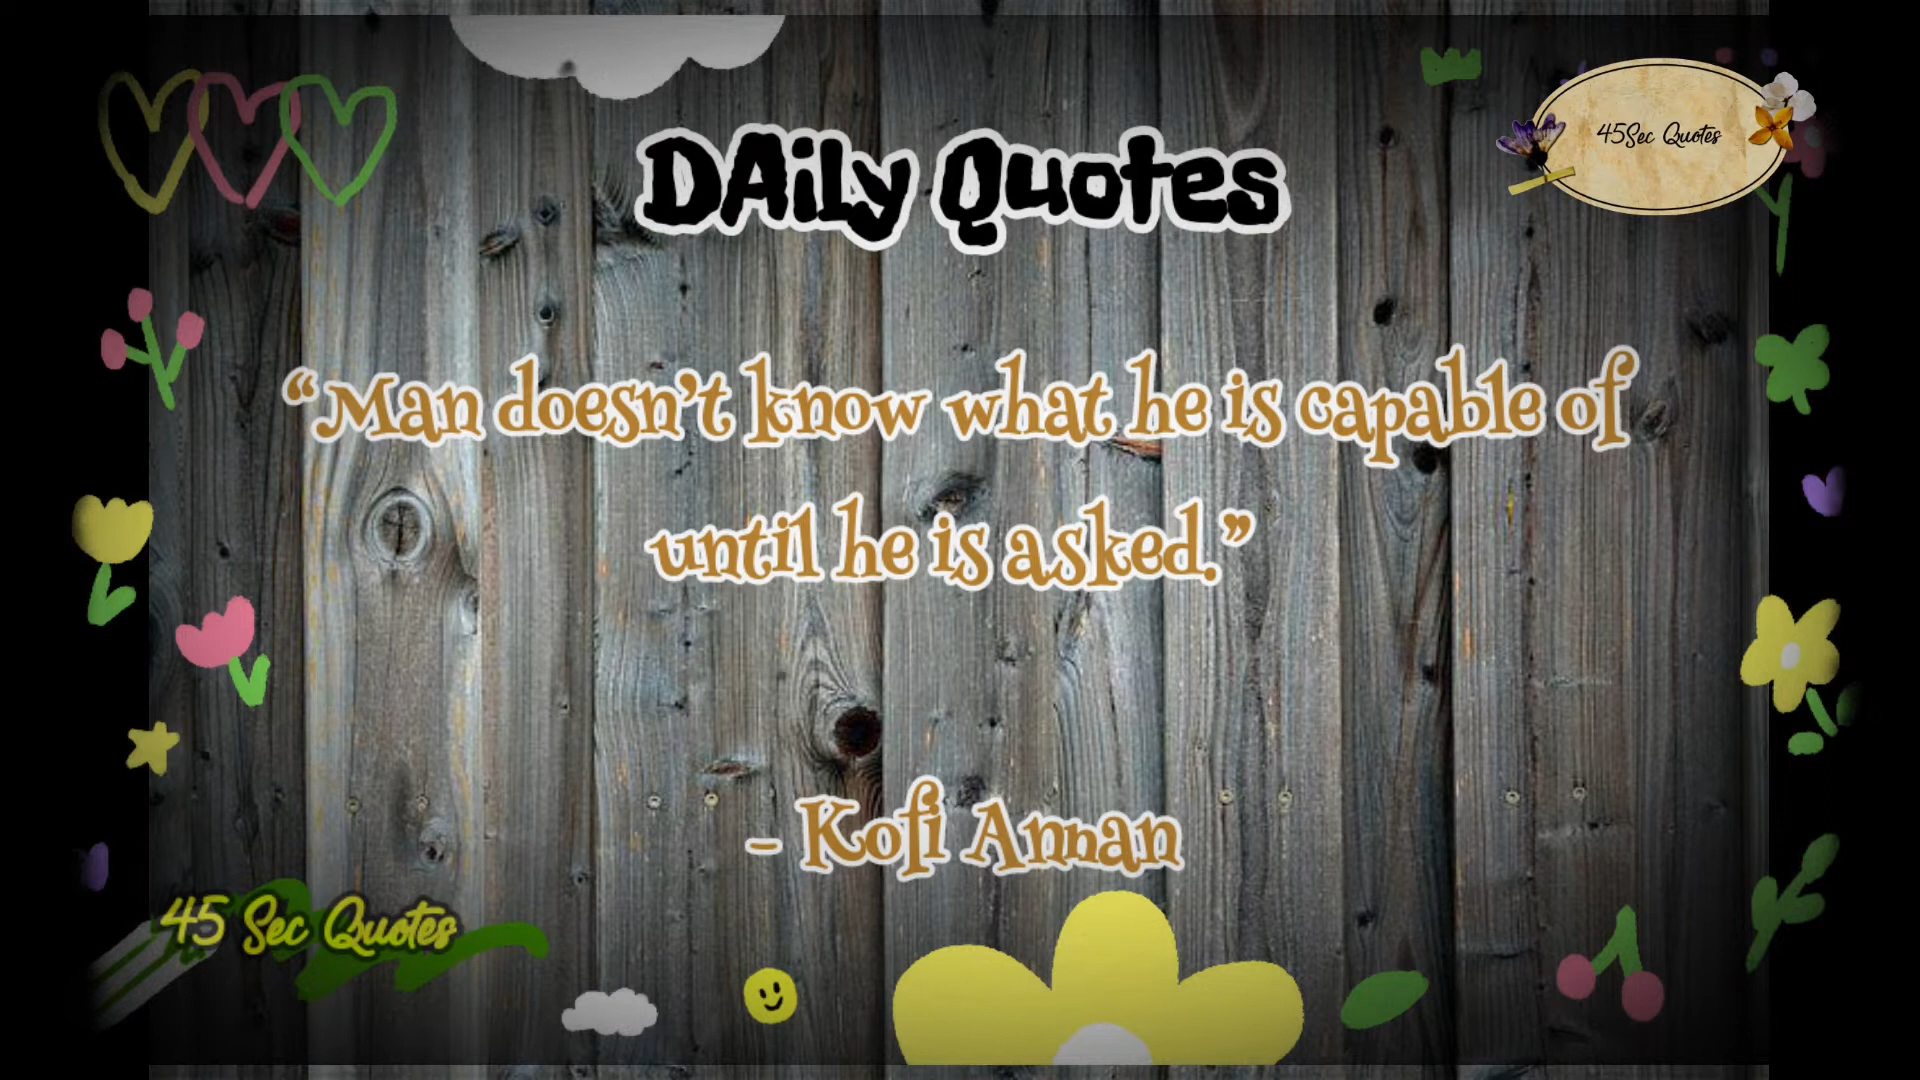 DAily Quotes
45Sec Quotes
“Man doesn’t know what he is capable of
until he is asked.”
- Kofi Annan
45 Sec Quotes